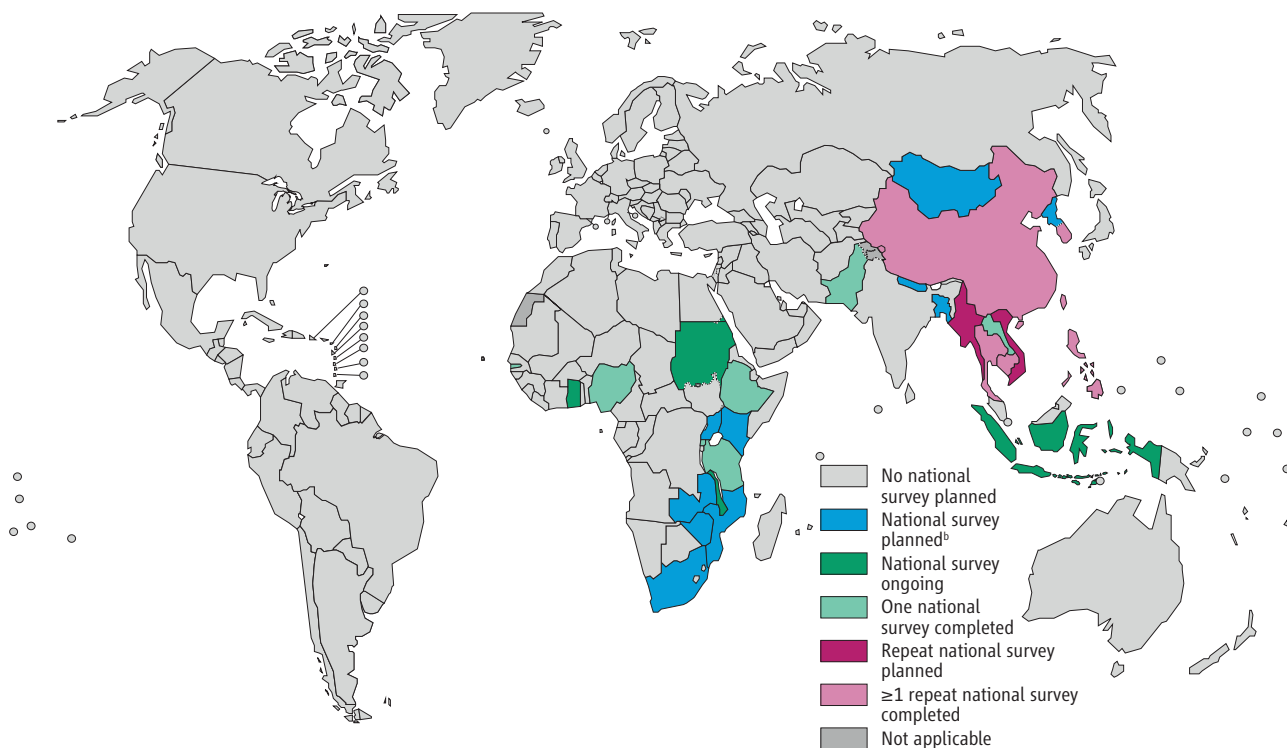 No national
survey planned
National survey
plannedᵇ
National survey
ongoing
One national
survey completed
Repeat national survey
planned
≥1 repeat national survey
completed
Not applicable